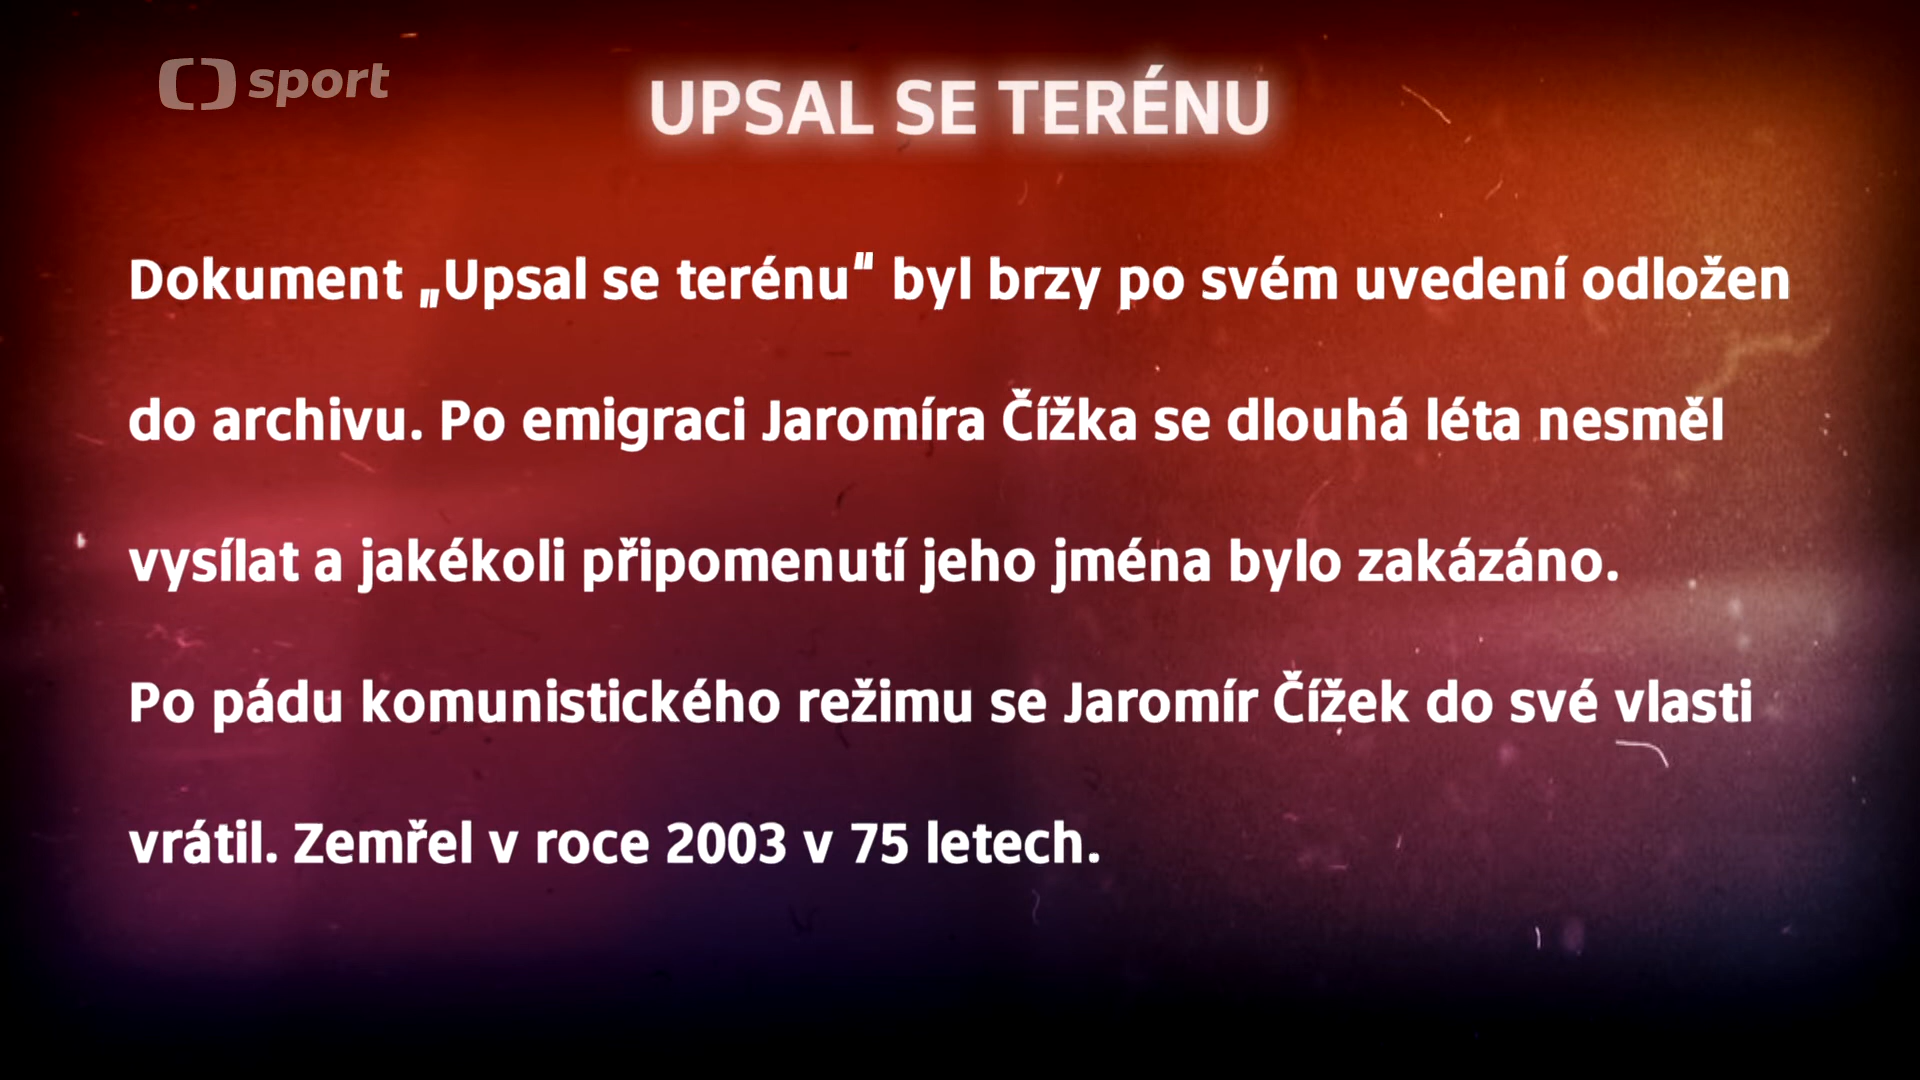 sport
UPSAL SE TERÉNU
Dokument „Upsal se terénu“ byl brzy po svém uvedení odložen
do archivu. Po emigraci Jaromíra Čížka se dlouhá léta nesměl
vysílat a jakékoli připomenutí jeho jména bylo zakázáno.
Po pádu komunistického režimu se Jaromír Čížek do své vlasti
vrátil. Zemřel v roce 2003 v 75 letech.